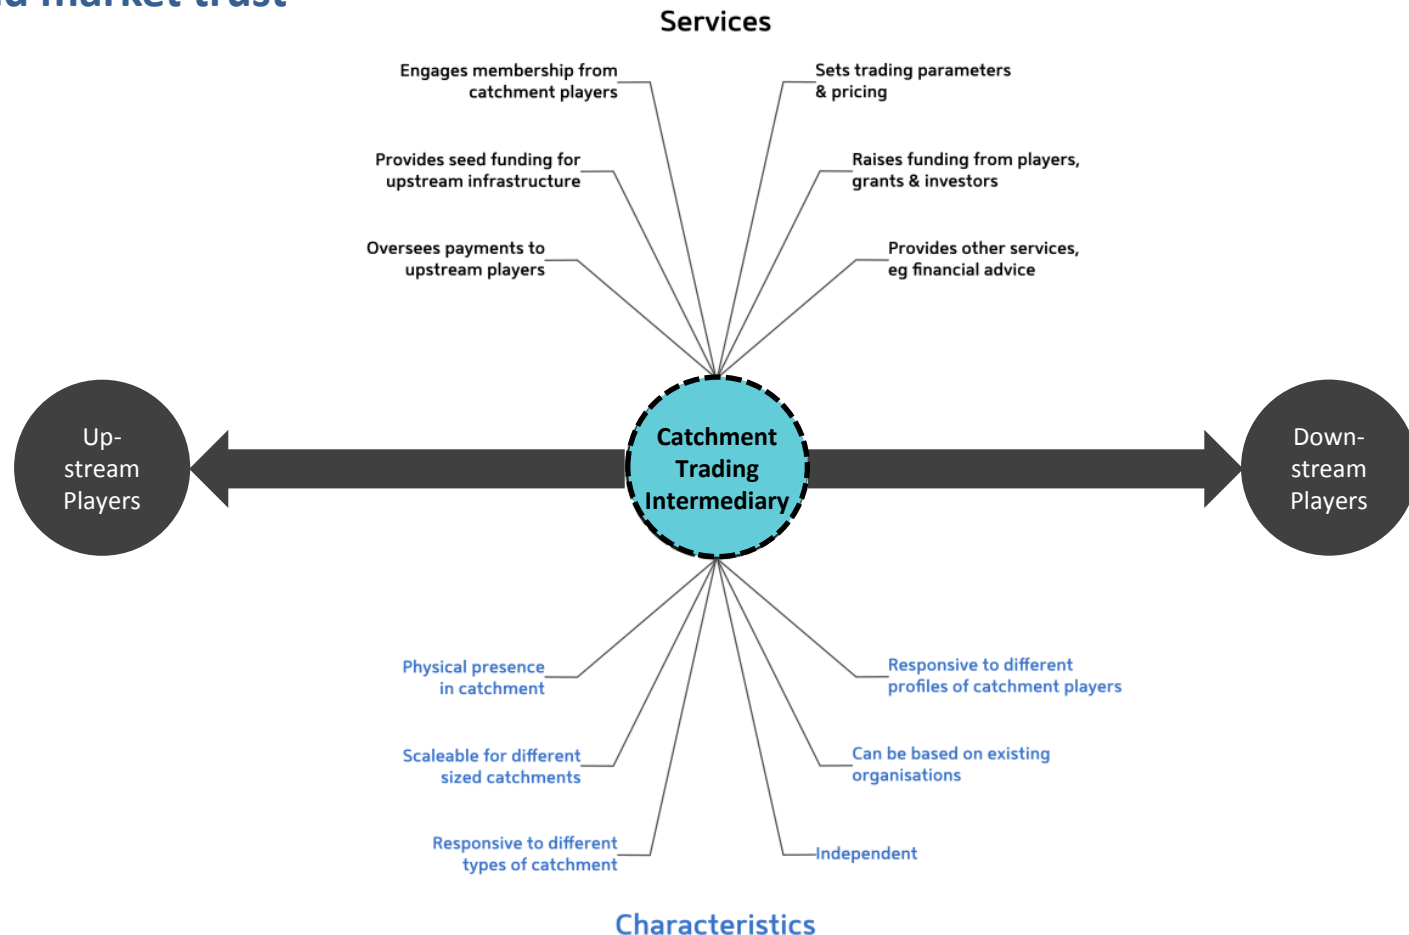 market trust
Services
Engages membership from
catchment players
Sets trading parameters
& pricing
Provides seed funding for
upstream infrastructure
Raises funding from players,
grants & investors
Oversees payments to
upstream players
Provides other services,
eg financial advice
Up-
stream
Players
Catchment
Trading
Intermediary
Down-
stream
Players
Physical presence
in catchment
Responsive to different
profiles of catchment players
Scaleable for different
sized catchments
Can be based on existing
organisations
Responsive to different
types of catchment
Independent
Characteristics